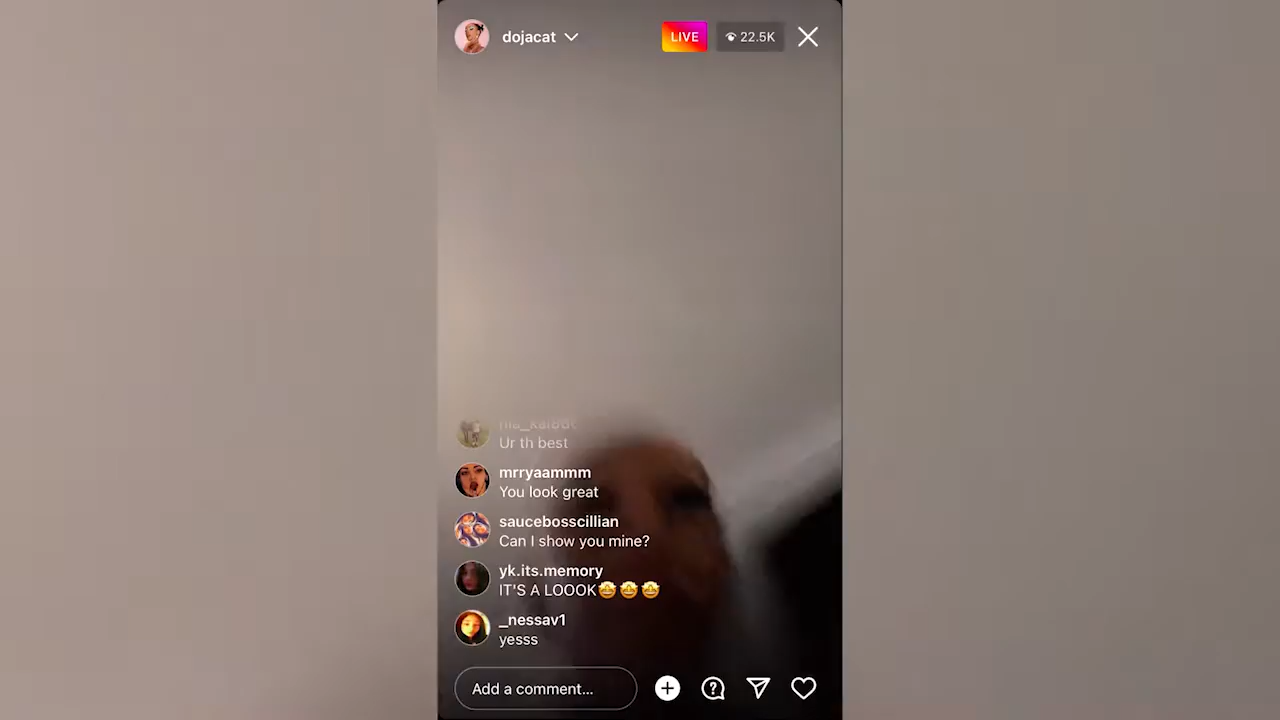 dojacat
LIVE
22.5K
Ur th best
mrryaammm
You look great
saucebosscillian
Can I show you mine?
yk.its.memory
IT'S A LOOOK🤩🤩🤩
_nessav1
yesss
Add a comment...